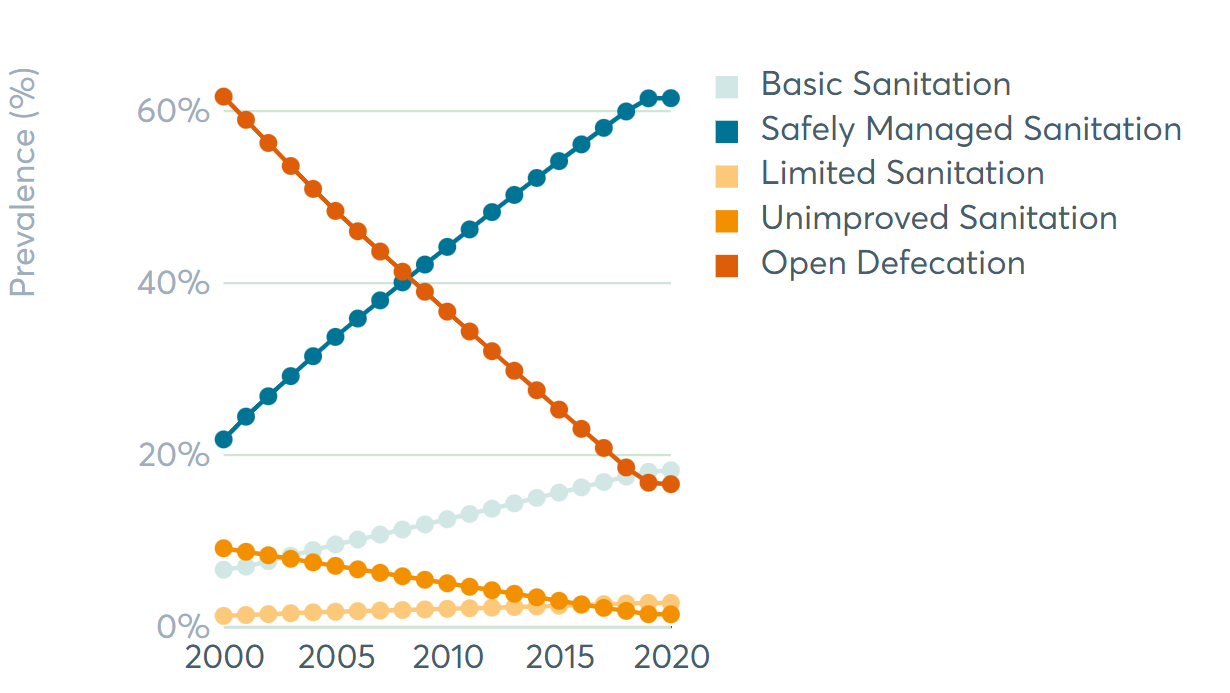 Prevalence (%)
60%
40%
20%
0%
2000 2005 2010 2015 2020
Basic Sanitation
Safely Managed Sanitation
Limited Sanitation
Unimproved Sanitation
Open Defecation